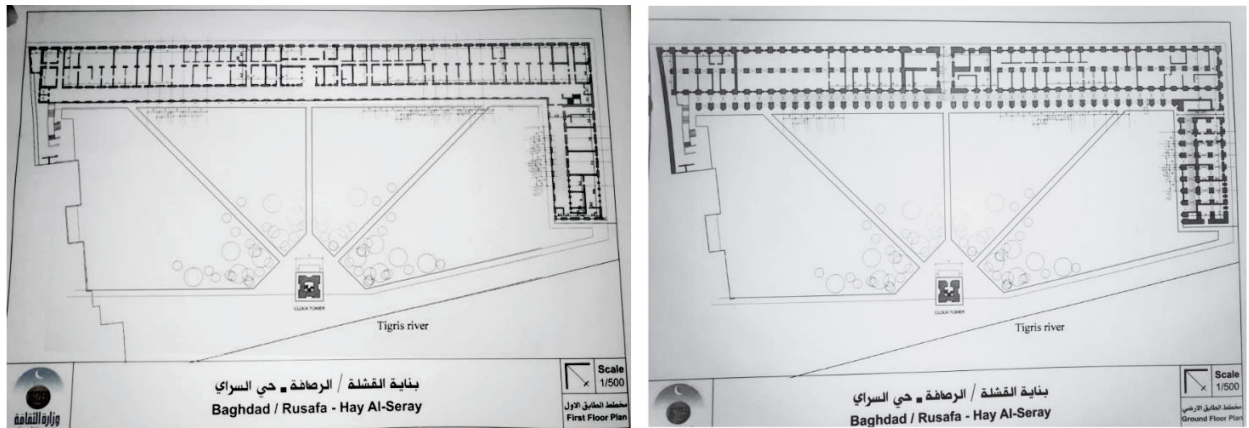 CLOCK TOWER
Tigris river
بناية القشلة / الرصافة - حي السراي
Baghdad / Rusafa - Hay Al-Seray
وزارة الثقافة
Scale
1/500
مخطط الطابق الاول
First Floor Plan
CLOCK TOWER
Tigris river
بناية القشلة / الرصافة - حي السراي
Baghdad / Rusafa - Hay Al-Seray
Scale
1/500
مخطط الطابق الارضي
Ground Floor Plan